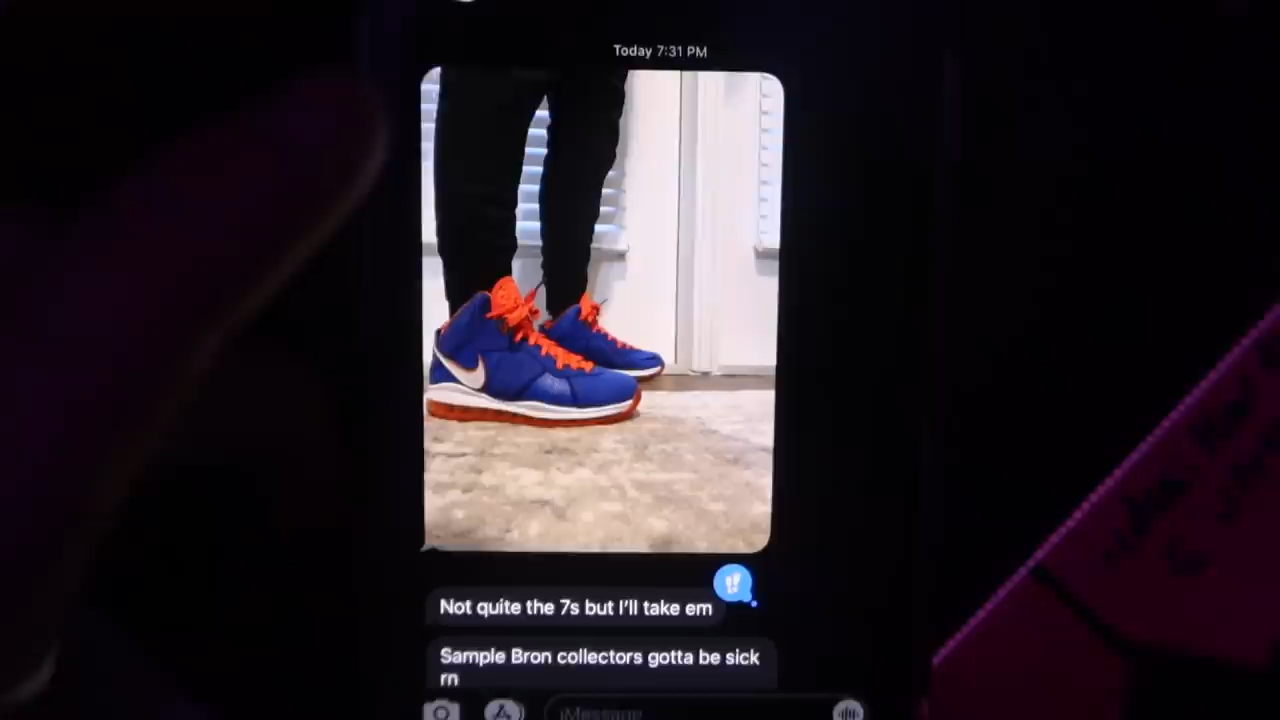 Today 7:31 PM
Not quite the 7s but I'll take em
Sample Bron collectors gotta be sick
rn
iMessage